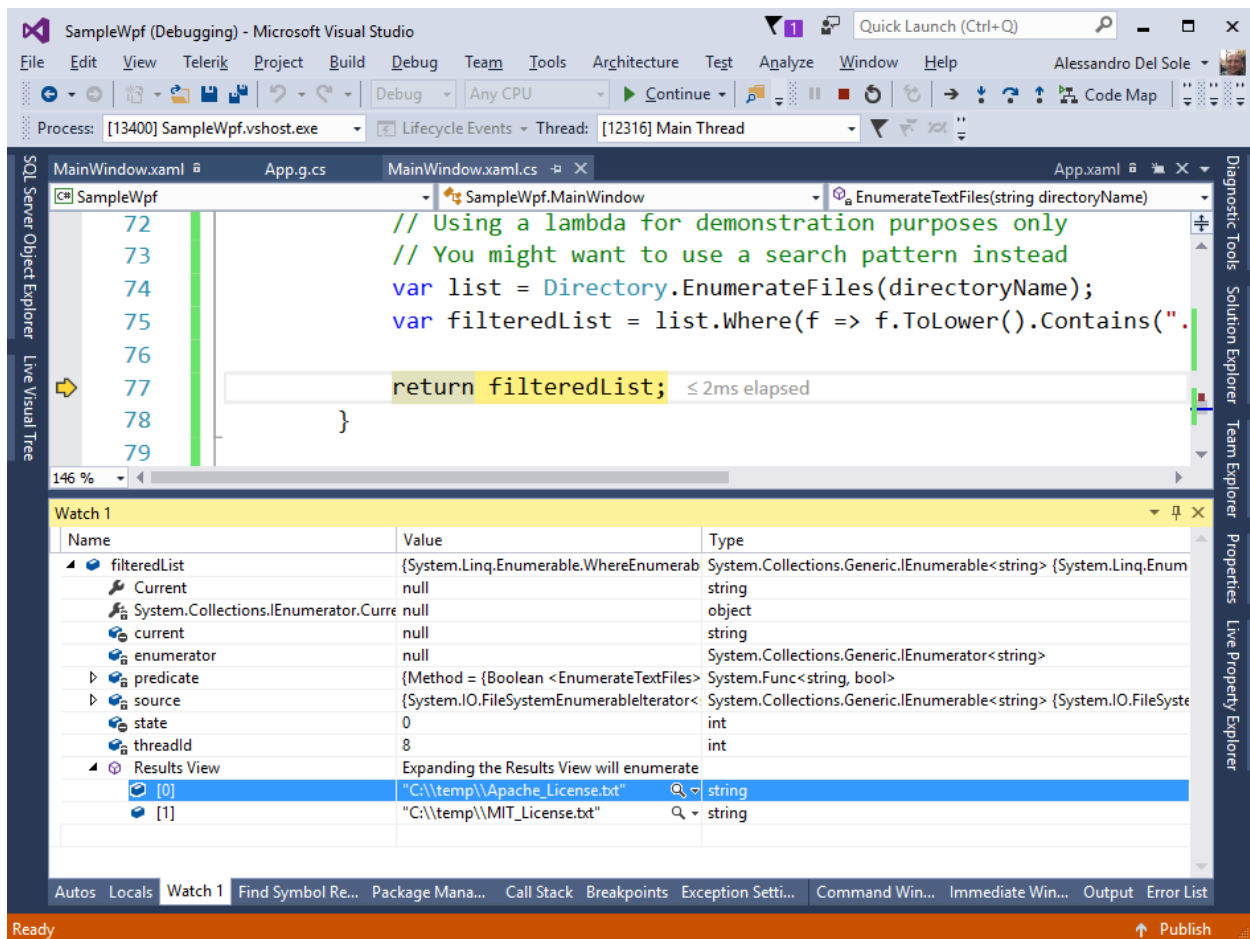 SampleWpf (Debugging) - Microsoft Visual Studio 1 Quick Launch (Ctrl+Q)
File Edit View Telerik Project Build Debug Team Tools Architecture Test Analyze Window Help Alessandro Del Sole
Debug Any CPU Continue Code Map
Process: [13400] SampleWpf.vshost.exe Lifecycle Events Thread: [12316] Main Thread
SQL Server Object Explorer
Live Visual Tree
MainWindow.xaml App.g.cs MainWindow.xaml.cs App.xaml
C# SampleWpf SampleWpf.MainWindow EnumerateTextFiles(string directoryName)
72 // Using a lambda for demonstration purposes only
73 // You might want to use a search pattern instead
74 var list = Directory.EnumerateFiles(directoryName);
75 var filteredList = list.Where(f => f.ToLower().Contains(".
76
77 return filteredList; ≤ 2ms elapsed
78 }
79
146 %
Watch 1
Name Value Type
filteredList {System.Linq.Enumerable.WhereEnumerab System.Collections.Generic.IEnumerable<string> {System.Linq.Enum
Current null string
System.Collections.IEnumerator.Curre null object
current null string
enumerator null System.Collections.Generic.IEnumerator<string>
predicate {Method = {Boolean <EnumerateTextFiles> System.Func<string, bool>
source {System.IO.FileSystemEnumerableIterator<s System.Collections.Generic.IEnumerable<string> {System.IO.FileSyste
state 0 int
threadId 8 int
Results View Expanding the Results View will enumerate
[0] "C:\\temp\\Apache_License.txt" string
[1] "C:\\temp\\MIT_License.txt" string
Autos Locals Watch 1 Find Symbol Re... Package Mana... Call Stack Breakpoints Exception Setti... Command Win... Immediate Win... Output Error List
Ready Publish
Diagnostic Tools
Solution Explorer
Team Explorer
Properties
Live Property Explorer